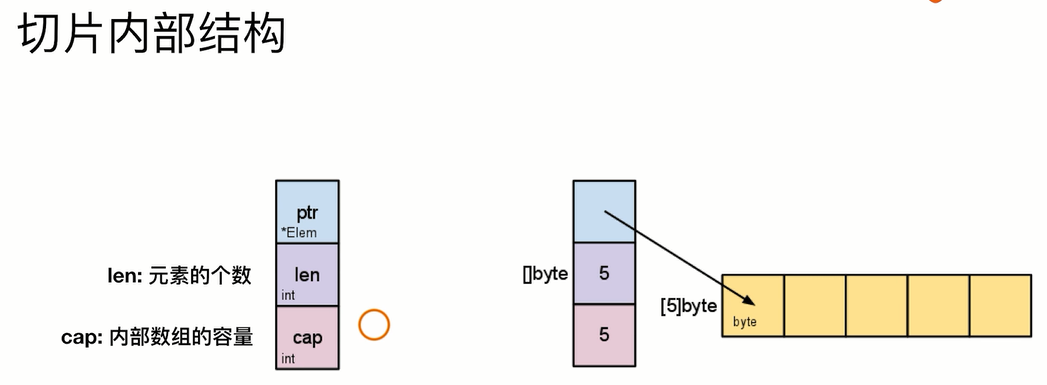 切片内部结构
ptr
*Elem
len: 元素的个数
len
int
cap: 内部数组的容量
cap
int
[]byte
5
5
[5]byte
byte